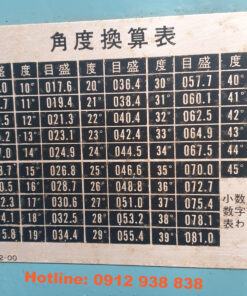 角度換算表
度 目盛 度 目盛 度 目盛 度
10° 017.6 20° 036.4 30° 057.7 40°
11° 019.4 21° 038.4 31° 060.1 41°
12° 021.3 22° 040.4 32° 062.5 42°
13° 023.1 23° 042.4 33° 064.9 43°
14° 024.9 24° 044.5 34° 067.5 44°
15° 026.8 25° 046.6 35° 070.0 45°
16° 028.7 26° 048.8 36° 072.7
17° 030.6 27° 051.0 37° 075.4 小数
18° 032.5 28° 053.2 38° 078.1 数字
19° 034.4 29° 055.4 39° 081.0 表わ
Hotline: 0912 938 838